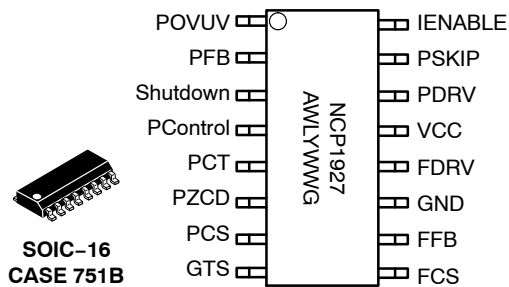 POVUV
PFB
Shutdown
PControl
PCT
PZCD
PCS
GTS
NCP1927
AWLYWWG
IENABLE
PSKIP
PDRV
VCC
FDRV
GND
FFB
FCS
SOIC−16
CASE 751B